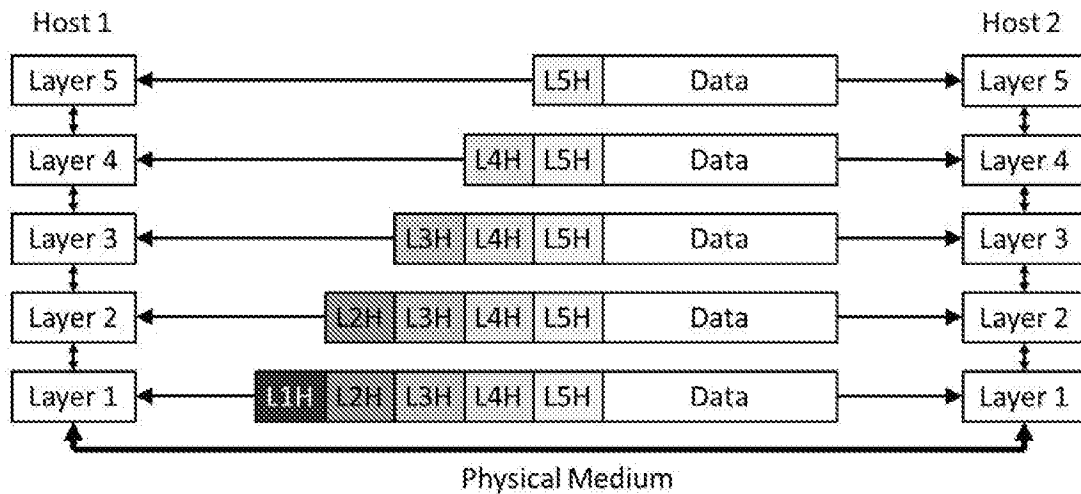 Host 1 Host 2
Layer 5 L5H Data Layer 5
Layer 4 L4H L5H Data Layer 4
Layer 3 L3H L4H L5H Data Layer 3
Layer 2 L2H L3H L4H L5H Data Layer 2
Layer 1 L1H L2H L3H L4H L5H Data Layer 1
Physical Medium